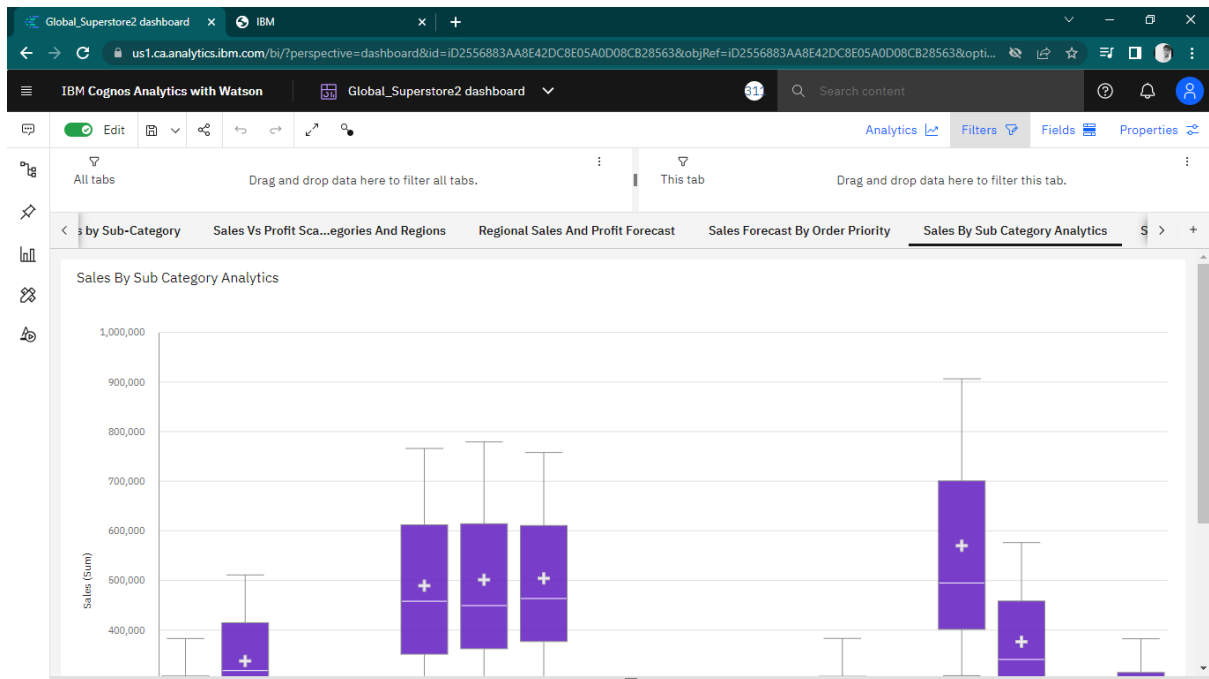 Global_Superstore2 dashboard
IBM
us1.ca.analytics.ibm.com/bi/?perspective=dashboard&id=iD2556883AA8E42DC8E05A0D08CB28563&objRef=iD2556883AA8E42DC8E05A0D08CB28563&opti...
IBM Cognos Analytics with Watson
Global_Superstore2 dashboard
Search content
Edit
Analytics
Filters
Fields
Properties
All tabs
Drag and drop data here to filter all tabs.
This tab
Drag and drop data here to filter this tab.
s by Sub-Category
Sales Vs Profit Sca...egories And Regions
Regional Sales And Profit Forecast
Sales Forecast By Order Priority
Sales By Sub Category Analytics
S
Sales By Sub Category Analytics
1,000,000
900,000
800,000
700,000
600,000
500,000
400,000
Sales (Sum)